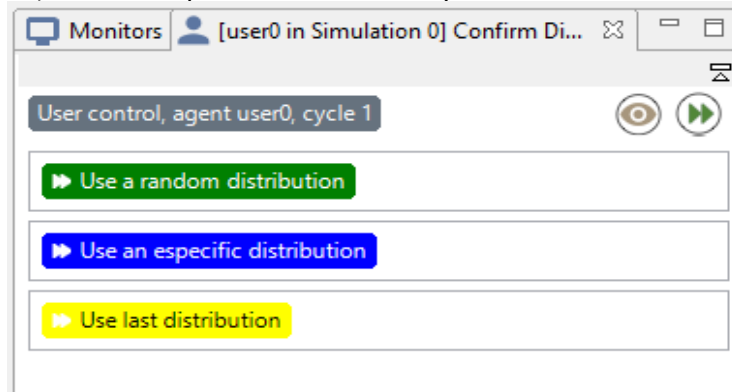 Monitors [user0 in Simulation 0] Confirm Di...
User control, agent user0, cycle 1
Use a random distribution
Use an especific distribution
Use last distribution